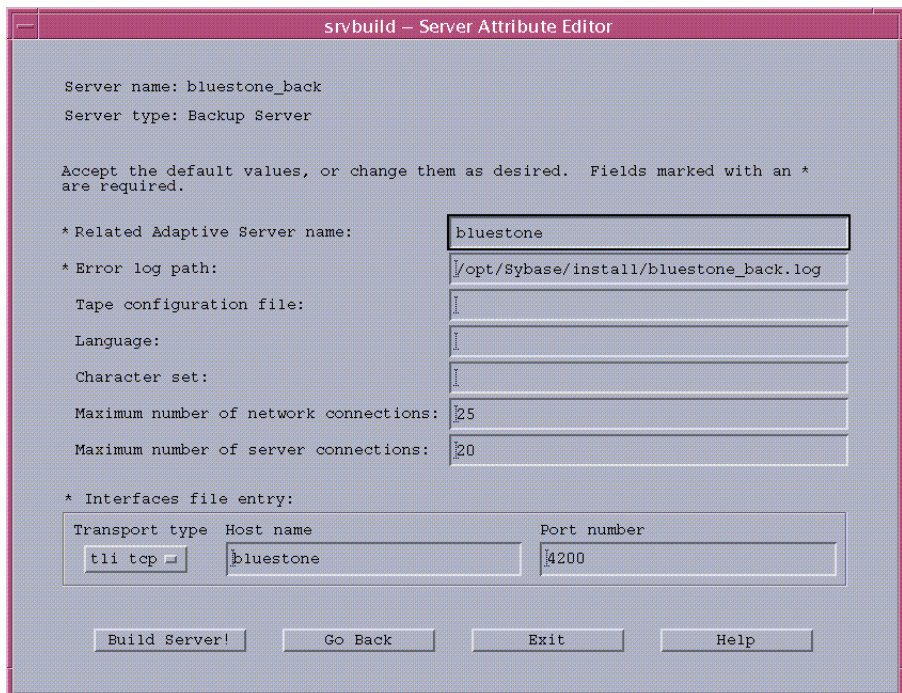 srvbuild – Server Attribute Editor
Server name: bluestone_back
Server type: Backup Server
Accept the default values, or change them as desired.  Fields marked with an *
are required.
* Related Adaptive Server name: bluestone
* Error log path: /opt/Sybase/install/bluestone_back.log
Tape configuration file:
Language:
Character set:
Maximum number of network connections: 25
Maximum number of server connections: 20
* Interfaces file entry:
Transport type Host name Port number
tli tcp bluestone 4200
Build Server! Go Back Exit Help